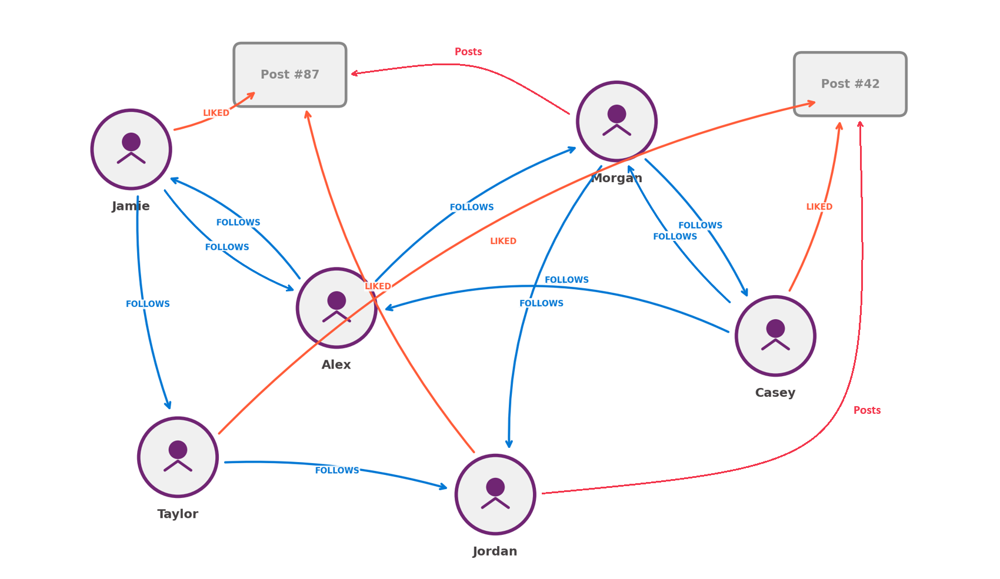 Posts
Post #87
Post #42
LIKED
Morgan
Jamie
FOLLOWS
LIKED
FOLLOWS
FOLLOWS
FOLLOWS
LIKED
FOLLOWS
FOLLOWS
LIKED
FOLLOWS
FOLLOWS
Alex
Casey
Posts
FOLLOWS
Taylor
Jordan